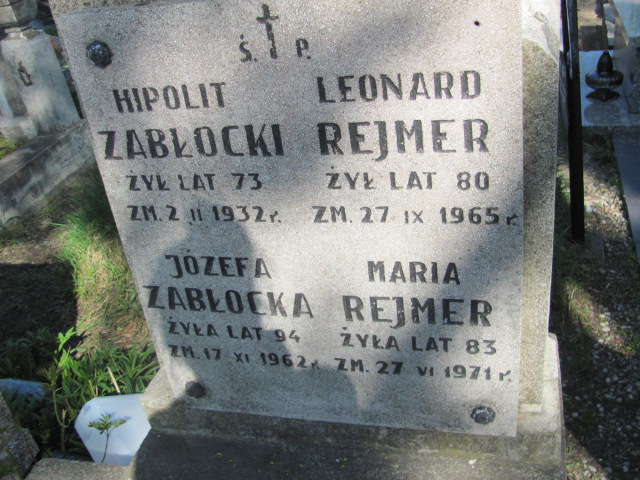 Ś. P.
HIPOLIT
ZABŁOCKI
ŻYŁ LAT 73
ZM. 2 II 1932 r.
LEONARD
REJMER
ŻYŁ LAT 80
ZM. 27 IX 1965 r.
JÓZEFA
ZABŁOCKA
ŻYŁA LAT 94
ZM. 17 XI 1962 r.
MARIA
REJMER
ŻYŁA LAT 83
ZM. 27 VI 1971 r.